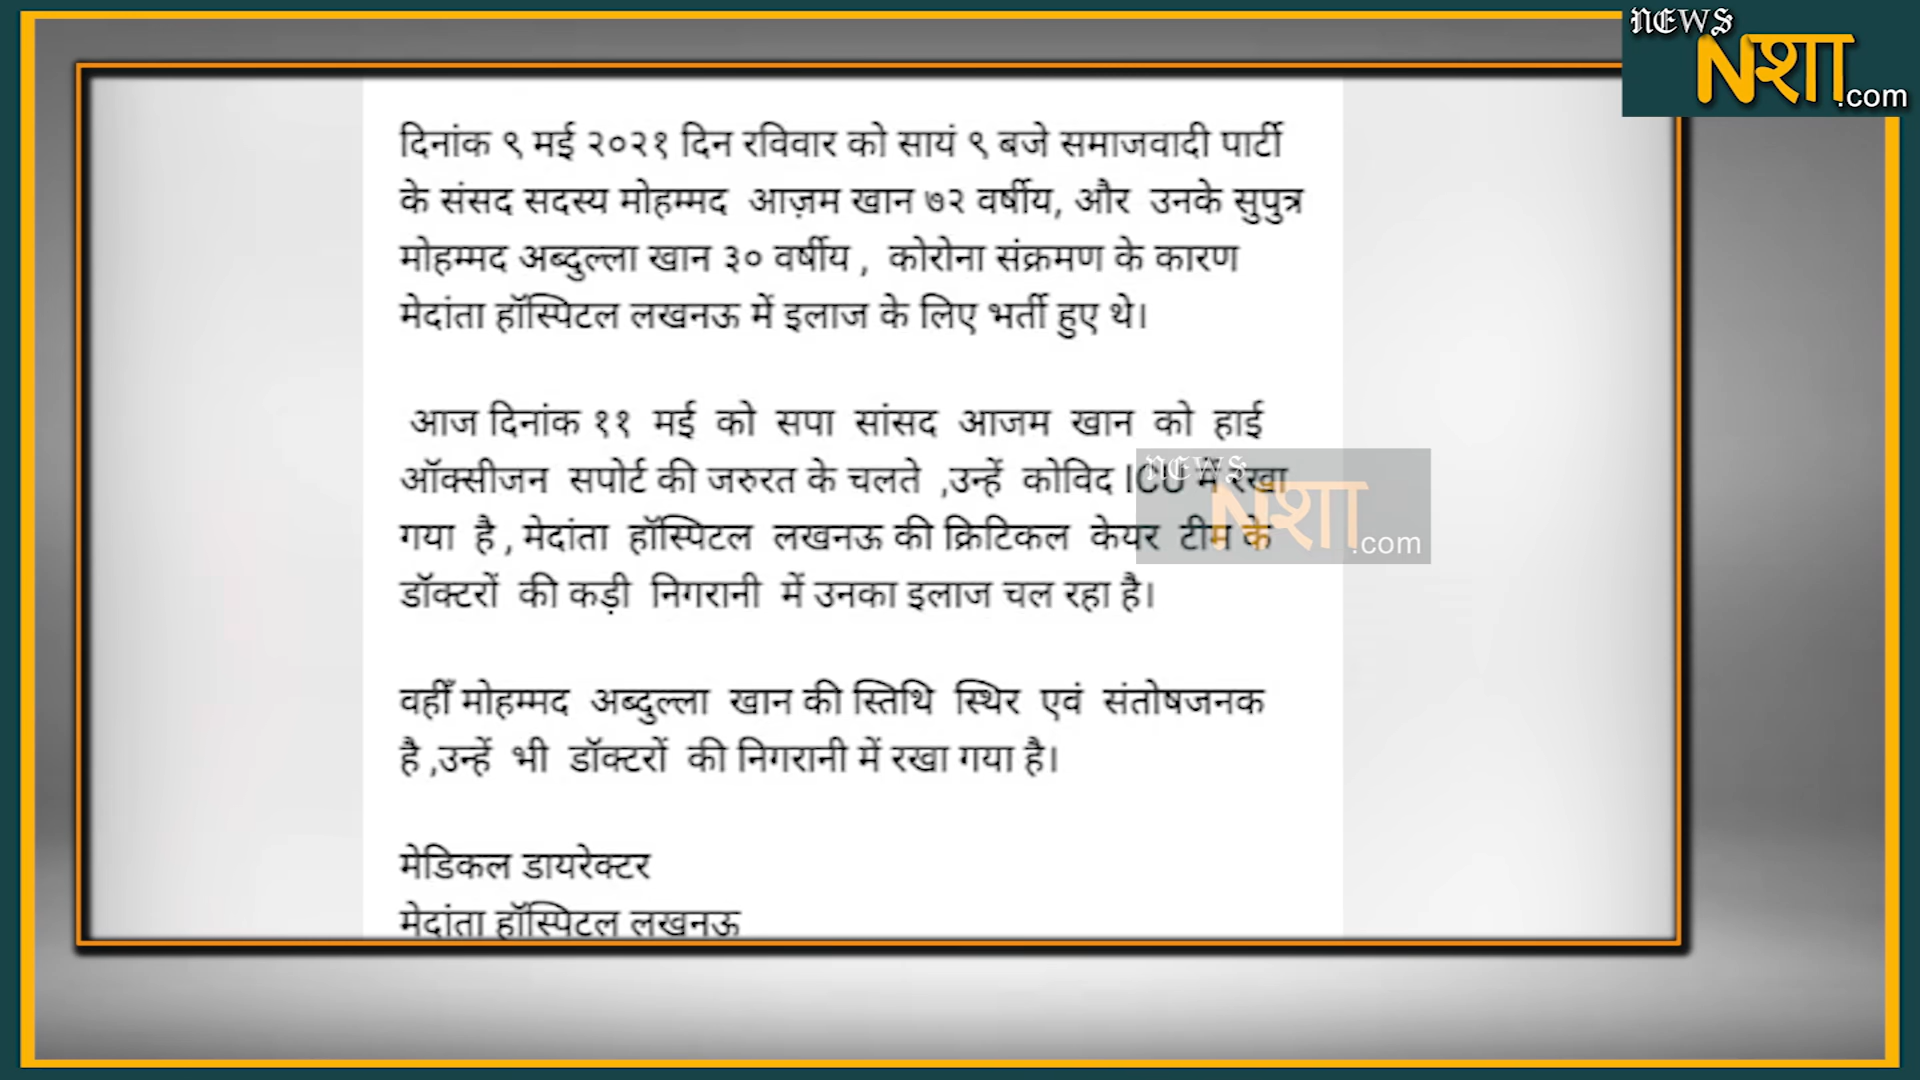 NEWS
Nशा
.com
दिनांक ९ मई २०२१ दिन रविवार को सायं ९ बजे समाजवादी पार्टी
के संसद सदस्य मोहम्मद आज़म खान ७२ वर्षीय, और उनके सुपुत्र
मोहम्मद अब्दुल्ला खान ३० वर्षीय , कोरोना संक्रमण के कारण
मेदांता हॉस्पिटल लखनऊ में इलाज के लिए भर्ती हुए थे।
आज दिनांक ११ मई को सपा सांसद आजम खान को हाई
ऑक्सीजन सपोर्ट की जरुरत के चलते ,उन्हें कोविद ICU में रखा
गया है , मेदांता हॉस्पिटल लखनऊ की क्रिटिकल केयर टीम के
डॉक्टरों की कड़ी निगरानी में उनका इलाज चल रहा है।
NEWS
Nशा
.com
वहीँ मोहम्मद अब्दुल्ला खान की स्तिथि स्थिर एवं संतोषजनक
है ,उन्हें भी डॉक्टरों की निगरानी में रखा गया है।
मेडिकल डायरेक्टर
मेदांता हॉस्पिटल लखनऊ